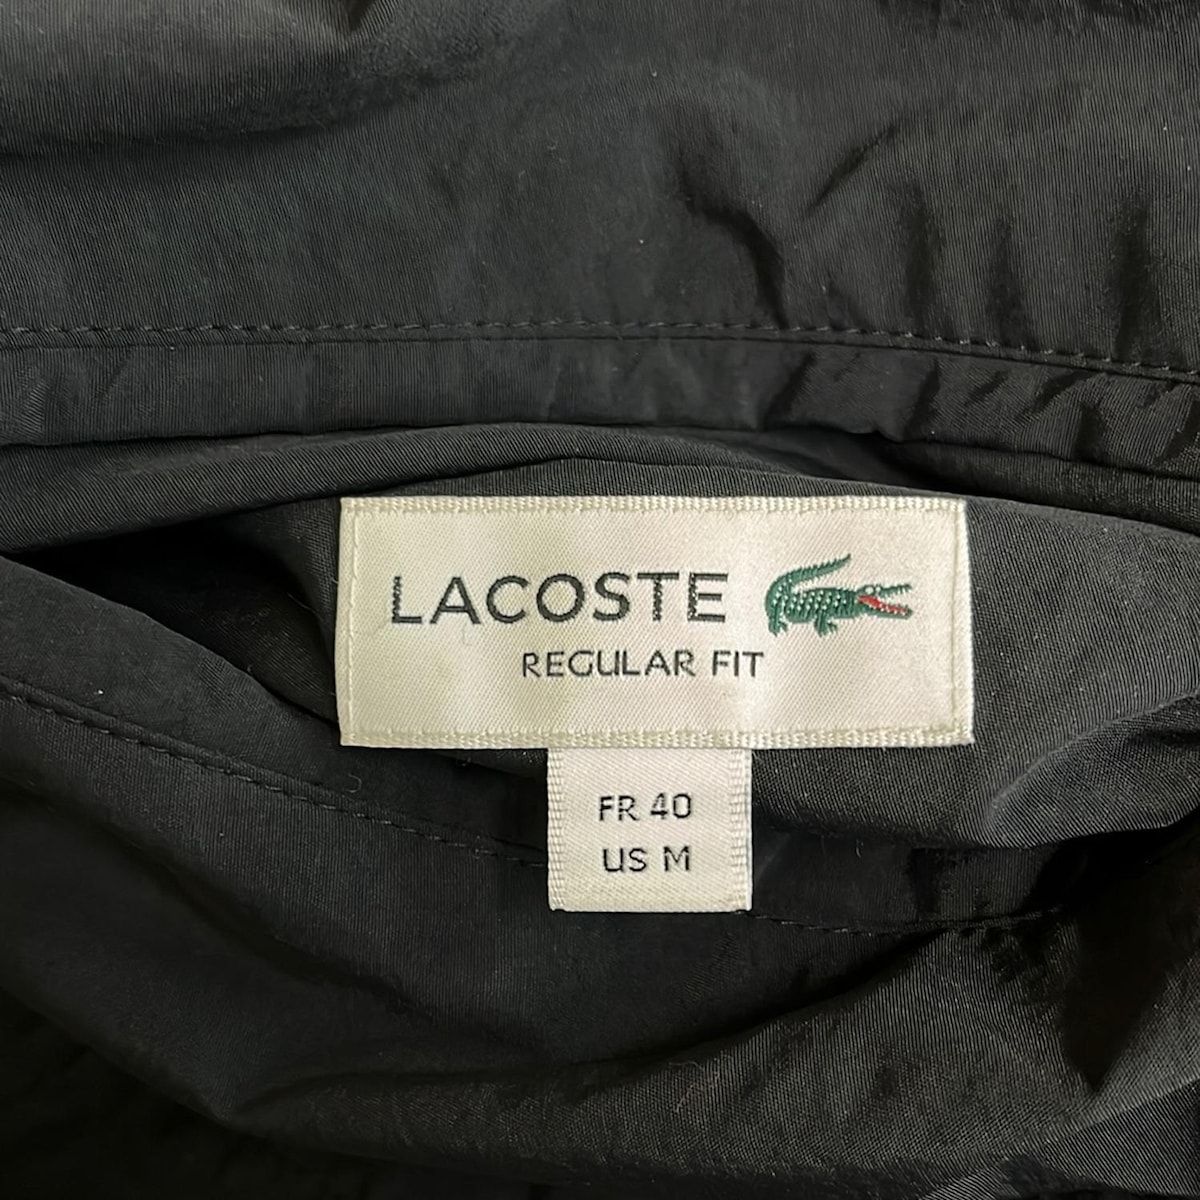 LACOSTE
REGULAR FIT
FR 40
US M